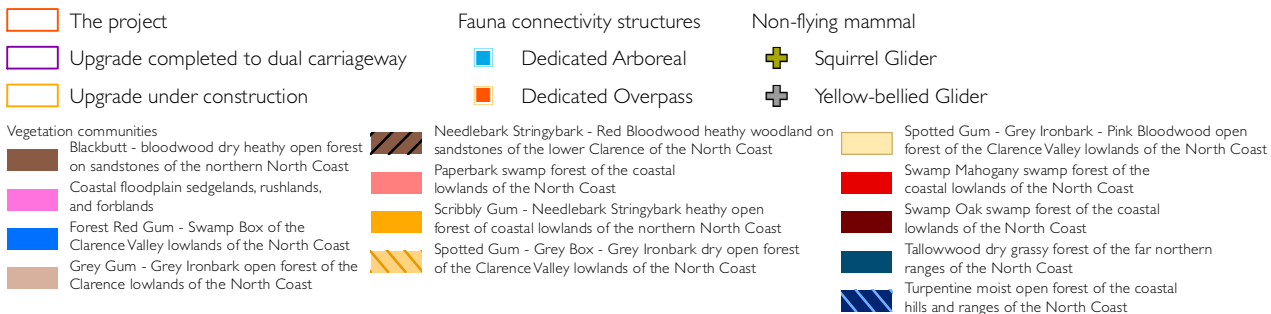 The project
Upgrade completed to dual carriageway
Upgrade under construction
Fauna connectivity structures
Dedicated Arboreal
Dedicated Overpass
Non-flying mammal
Squirrel Glider
Yellow-bellied Glider
Vegetation communities
Blackbutt - bloodwood dry heathy open forest
on sandstones of the northern North Coast
Coastal floodplain sedgelands, rushlands,
and forblands
Forest Red Gum - Swamp Box of the
Clarence Valley lowlands of the North Coast
Grey Gum - Grey Ironbark open forest of the
Clarence lowlands of the North Coast
Needlebark Stringybark - Red Bloodwood heathy woodland on
sandstones of the lower Clarence of the North Coast
Paperbark swamp forest of the coastal
lowlands of the North Coast
Scribbly Gum - Needlebark Stringybark heathy open
forest of coastal lowlands of the northern North Coast
Spotted Gum - Grey Box - Grey Ironbark dry open forest
of the Clarence Valley lowlands of the North Coast
Spotted Gum - Grey Ironbark - Pink Bloodwood open
forest of the Clarence Valley lowlands of the North Coast
Swamp Mahogany swamp forest of the
coastal lowlands of the North Coast
Swamp Oak swamp forest of the coastal
lowlands of the North Coast
Tallowwood dry grassy forest of the far northern
ranges of the North Coast
Turpentine moist open forest of the coastal
hills and ranges of the North Coast